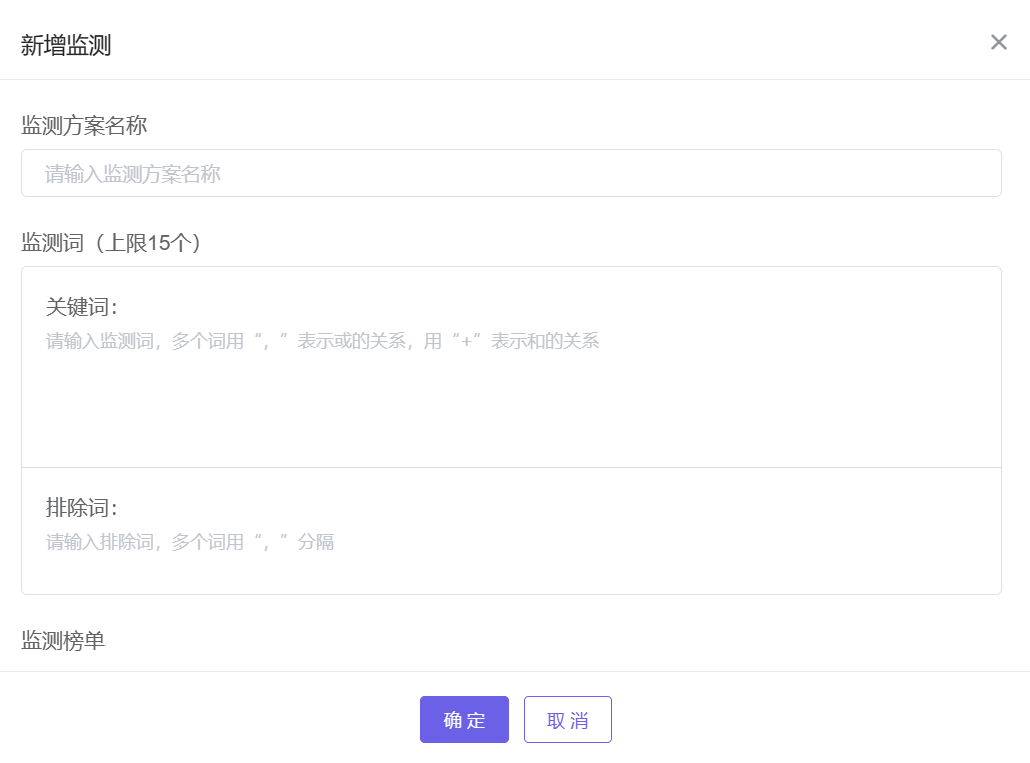 新增监测
监测方案名称
请输入监测方案名称
监测词（上限15个）
关键词：
请输入监测词，多个词用“，”表示或的关系，用“+”表示和的关系
排除词：
请输入排除词，多个词用“，”分隔
监测榜单
确 定
取 消